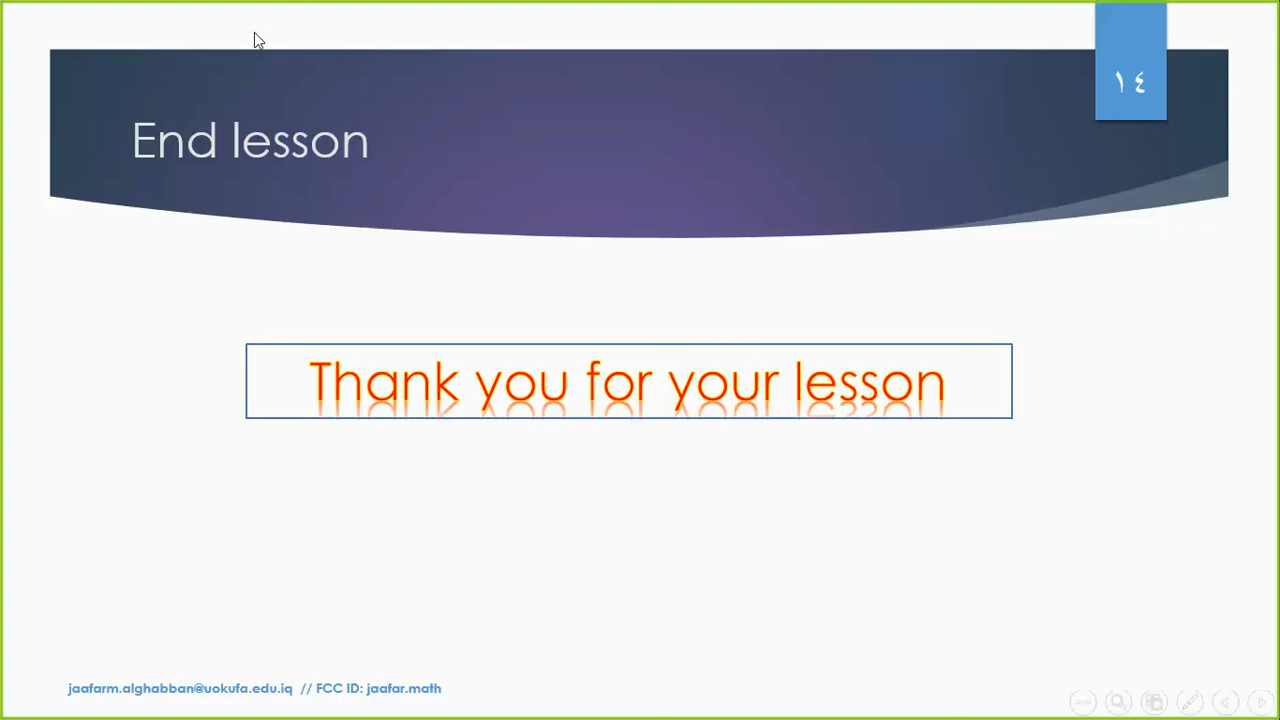 ١٤
End lesson
Thank you for your lesson
jaafarm.alghabban@uokufa.edu.iq // FCC ID: jaafar.math